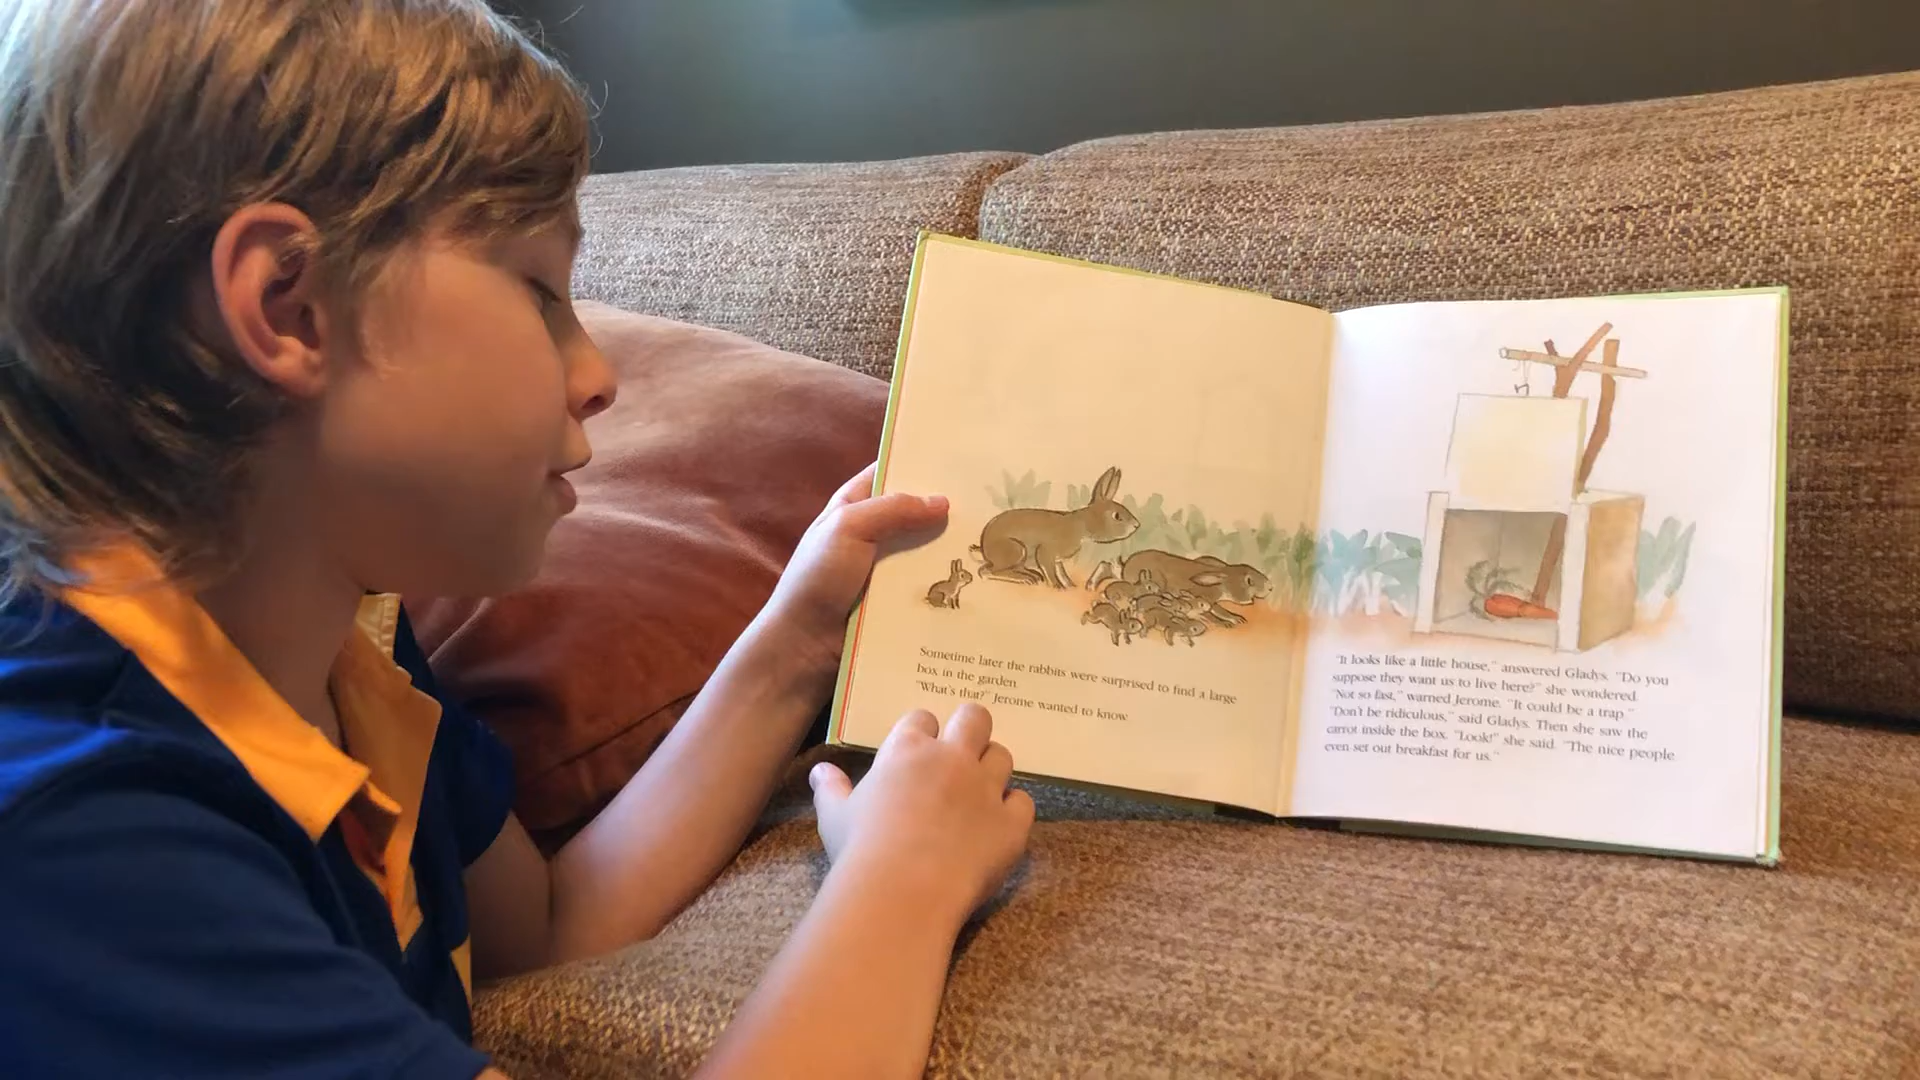 Sometime later the rabbits were surprised to find a large
box in the garden.
"What's that?" Jerome wanted to know.
"It looks like a little house," answered Gladys. "Do you
suppose they want us to live here?" she wondered.
"Not so fast," warned Jerome. "It could be a trap."
"Don't be ridiculous," said Gladys. Then she saw the
carrot inside the box. "Look!" she said. "The nice people
even set out breakfast for us."